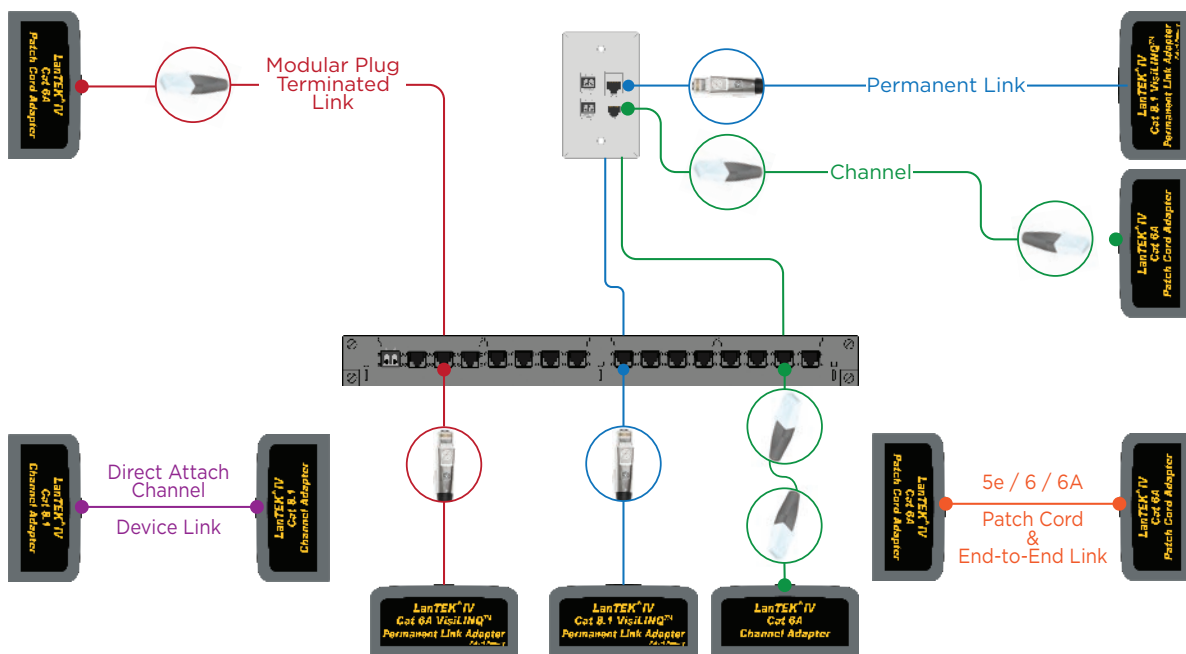 LanTEK® IV
Cat 6A
Patch Cord Adapter
Modular Plug
Terminated
Link
Permanent Link
LanTEK® IV
Cat 8.1 VisiLINQ™
Permanent Link Adapter
Channel
LanTEK® IV
Cat 6A
Patch Cord Adapter
LanTEK® IV
Cat 8.1
Channel Adapter
Direct Attach
Channel
Device Link
LanTEK® IV
Cat 8.1
Channel Adapter
LanTEK® IV
Cat 6A
Patch Cord Adapter
5e / 6 / 6A
Patch Cord
&
End-to-End Link
LanTEK® IV
Cat 6A
Patch Cord Adapter
LanTEK® IV
Cat 6A VisiLINQ™
Permanent Link Adapter
LanTEK® IV
Cat 8.1 VisiLINQ™
Permanent Link Adapter
LanTEK® IV
Cat 6A
Channel Adapter